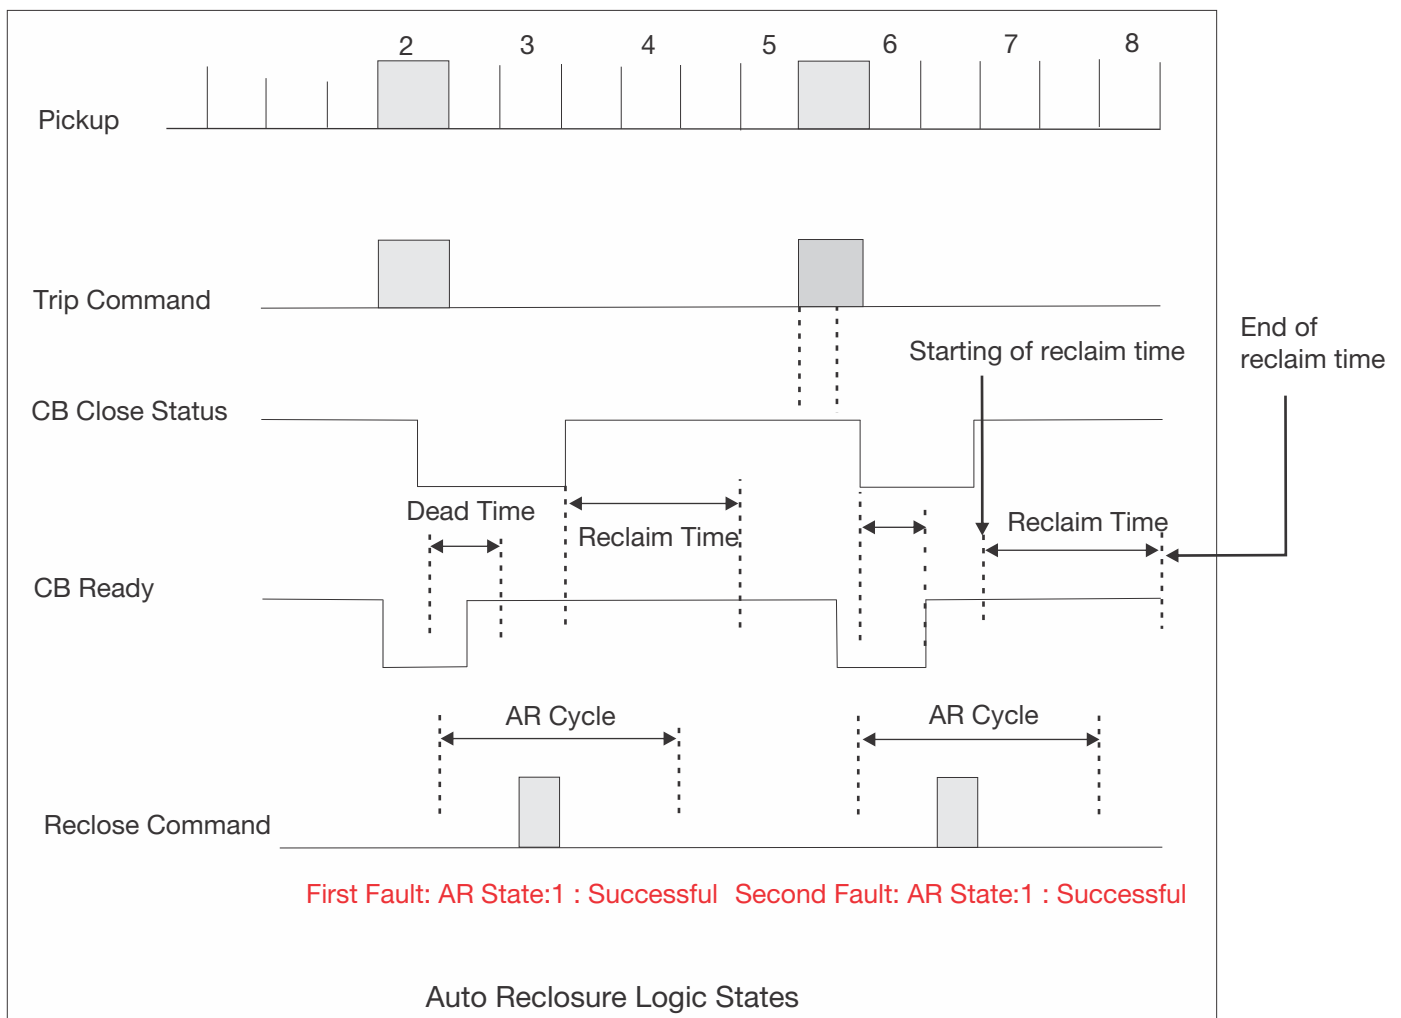 2 3 4 5 6 7 8
Pickup
Trip Command
End of
reclaim time
Starting of reclaim time
CB Close Status
Dead Time
Reclaim Time
Reclaim Time
CB Ready
AR Cycle
AR Cycle
Reclose Command
First Fault: AR State:1 : Successful Second Fault: AR State:1 : Successful
Auto Reclosure Logic States